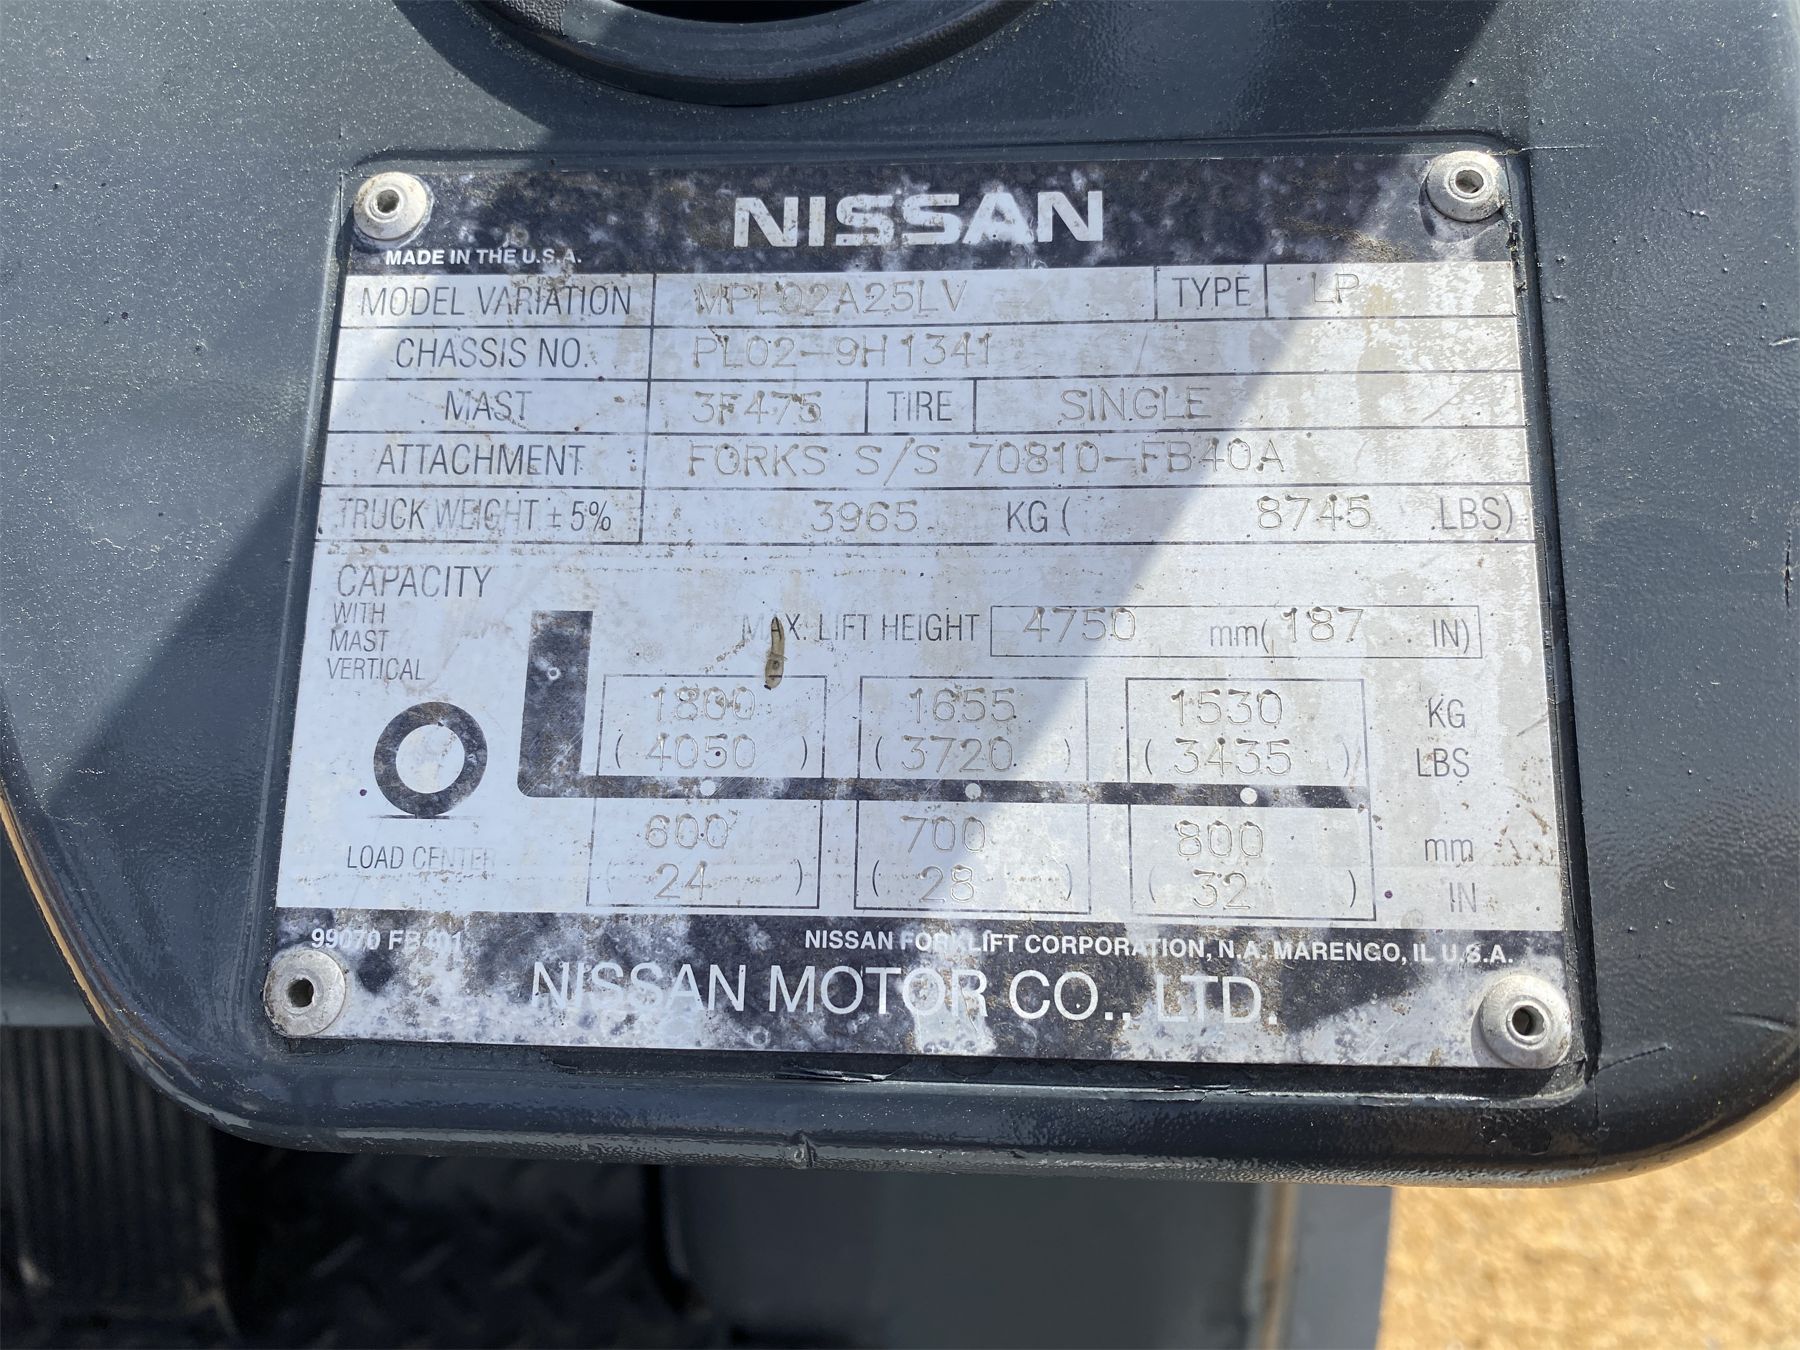 NISSAN
MADE IN THE U.S.A.
MODEL VARIATION MPL02A25LV TYPE LP
CHASSIS NO. PL02-9H1341
MAST 3F475 TIRE SINGLE
ATTACHMENT FORKS S/S 70810-FB40A
TRUCK WEIGHT ± 5% 3965 KG ( 8745 LBS)
CAPACITY
WITH
MAST
VERTICAL
MAX. LIFT HEIGHT 4750 mm( 187 IN)
1800 1655 1530 KG
( 4050 ) ( 3720 ) ( 3435 ) LBS
600 700 800 mm
LOAD CENTER
( 24 ) ( 28 ) ( 32 ) IN
99070 FB401
NISSAN FORKLIFT CORPORATION, N.A. MARENGO, IL U.S.A.
NISSAN MOTOR CO., LTD.